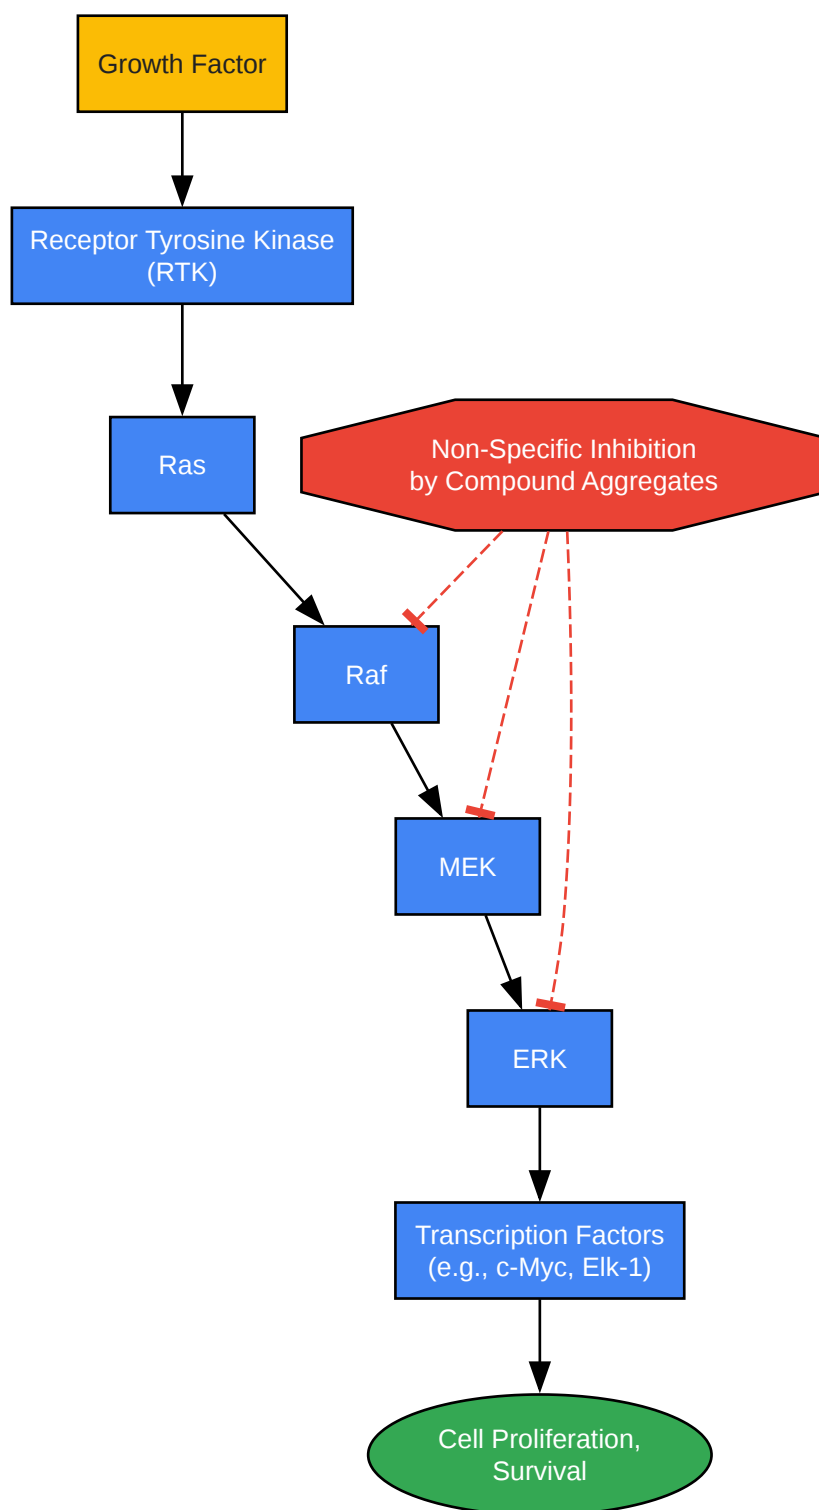 Growth Factor
Receptor Tyrosine Kinase
(RTK)
Ras
Non-Specific Inhibition
by Compound Aggregates
Raf
MEK
ERK
Transcription Factors
(e.g., c-Myc, Elk-1)
Cell Proliferation,
Survival